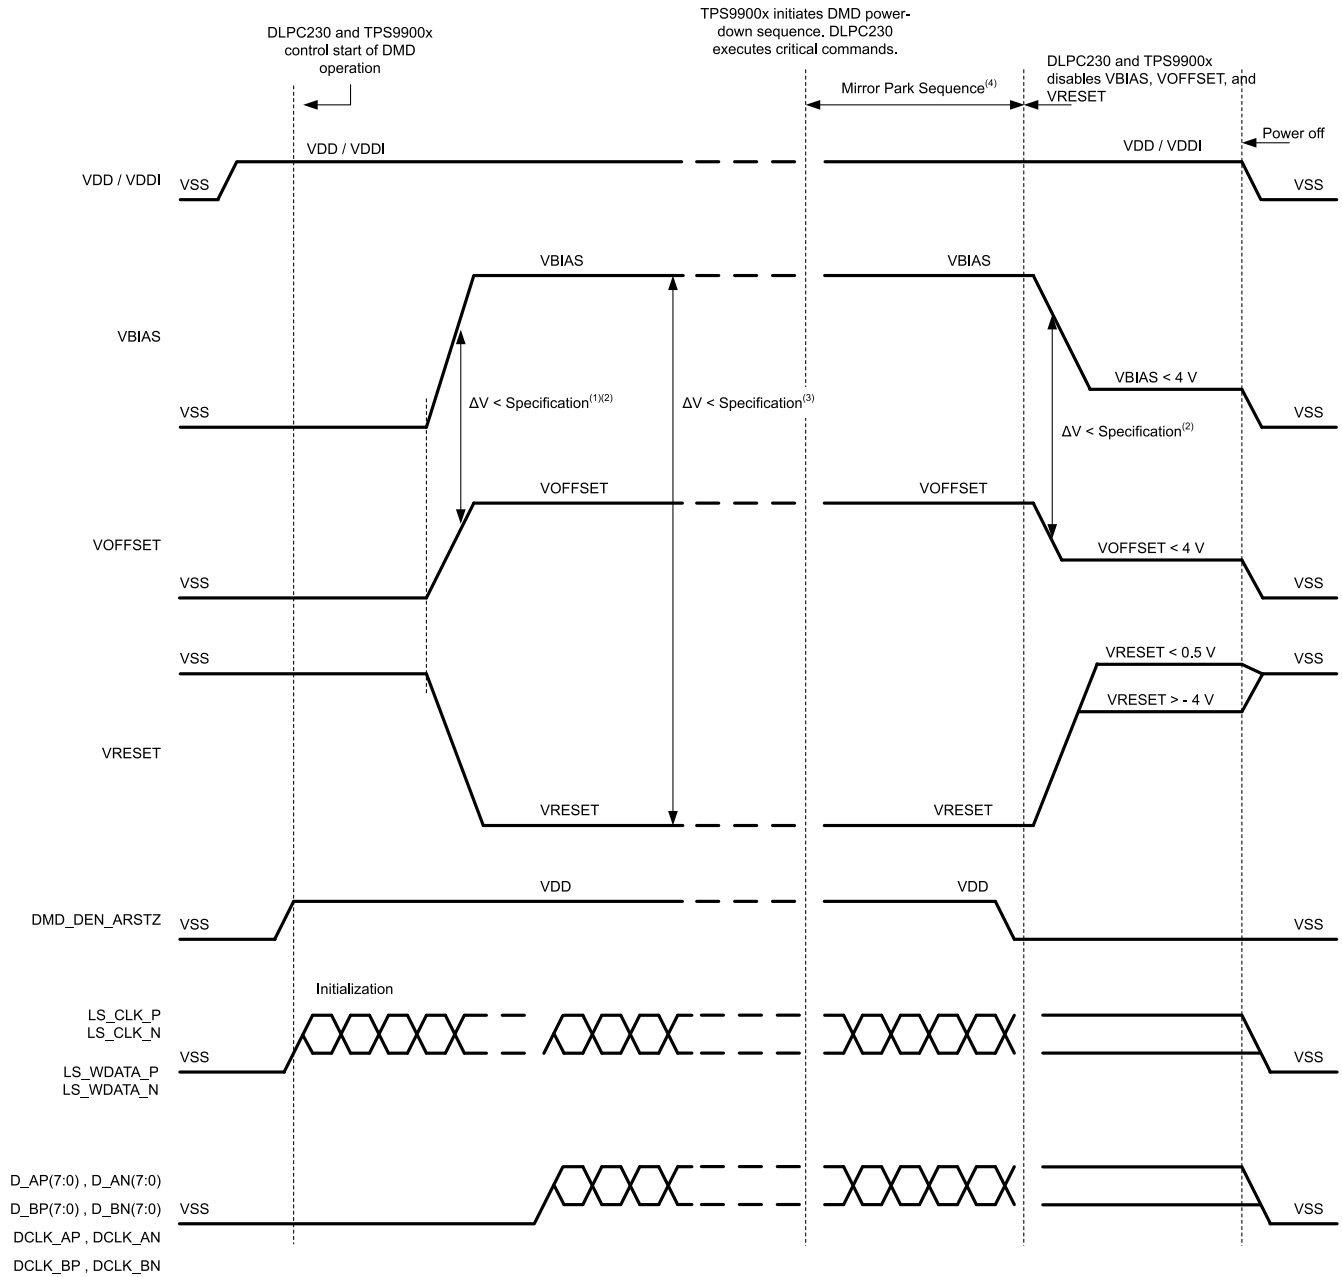 DLPC230 and TPS9900x
control start of DMD
operation
TPS9900x initiates DMD power-
down sequence. DLPC230
executes critical commands.
Mirror Park Sequence(4)
DLPC230 and TPS9900x
disables VBIAS, VOFFSET, and
VRESET
Power off
VDD / VDDI
VSS
VDD / VDDI
VDD / VDDI
VSS
VBIAS
VBIAS
VBIAS
VSS
ΔV < Specification(1)(2)
ΔV < Specification(3)
VBIAS < 4 V
ΔV < Specification(2)
VSS
VOFFSET
VOFFSET
VOFFSET
VSS
VOFFSET < 4 V
VSS
VSS
VRESET < 0.5 V
VSS
VRESET > - 4 V
VRESET
VRESET
VRESET
DMD_DEN_ARSTZ
VSS
VDD
VDD
VSS
Initialization
LS_CLK_P
LS_CLK_N
VSS
VSS
LS_WDATA_P
LS_WDATA_N
D_AP(7:0) , D_AN(7:0)
D_BP(7:0) , D_BN(7:0)
VSS
VSS
DCLK_AP , DCLK_AN
DCLK_BP , DCLK_BN